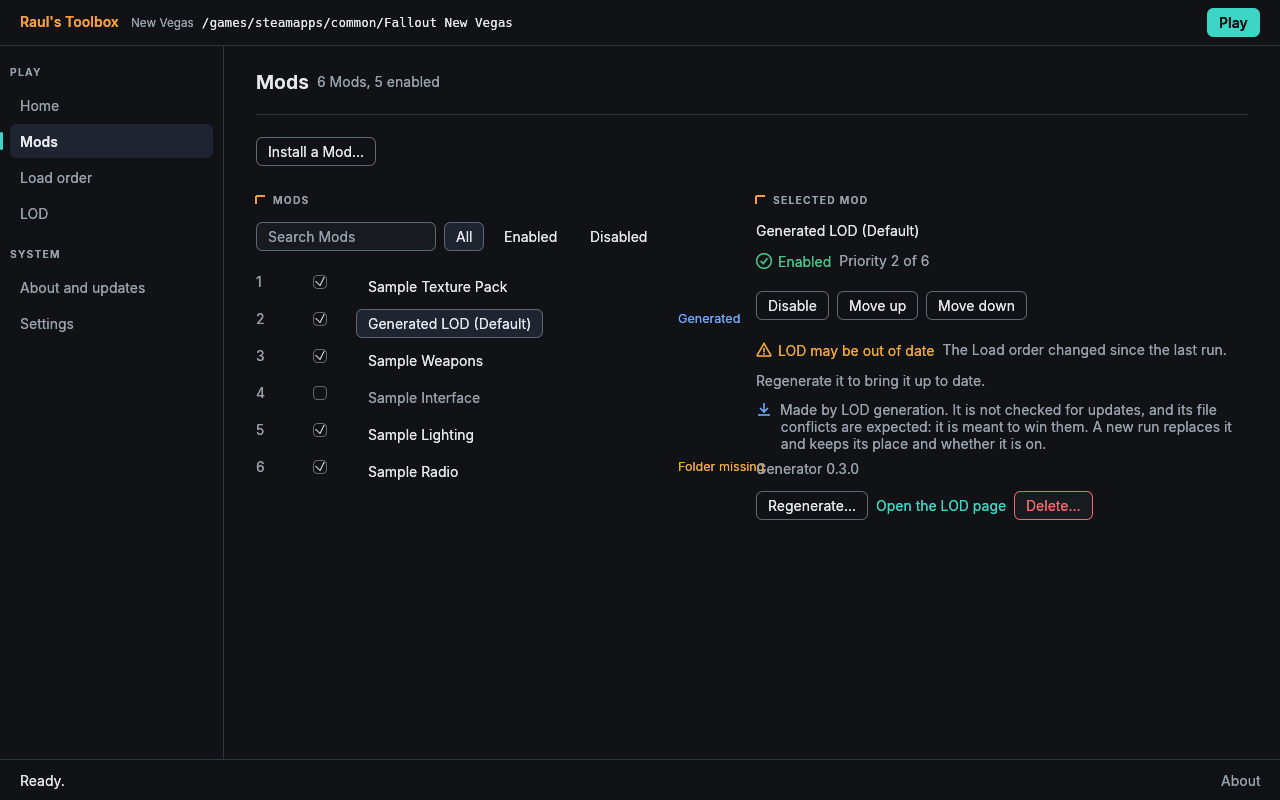 Raul's Toolbox New Vegas /games/steamapps/common/Fallout New Vegas Play
PLAY
Home
Mods
Load order
LOD
SYSTEM
About and updates
Settings
Mods 6 Mods, 5 enabled
Install a Mod...
MODS
Search Mods All Enabled Disabled
1 Sample Texture Pack
2 Generated LOD (Default) Generated
3 Sample Weapons
4 Sample Interface
5 Sample Lighting
6 Sample Radio Folder missing
SELECTED MOD
Generated LOD (Default)
Enabled Priority 2 of 6
Disable Move up Move down
LOD may be out of date The Load order changed since the last run.
Regenerate it to bring it up to date.
Made by LOD generation. It is not checked for updates, and its file
conflicts are expected: it is meant to win them. A new run replaces it
and keeps its place and whether it is on.
Generator 0.3.0
Regenerate... Open the LOD page Delete...
Ready. About